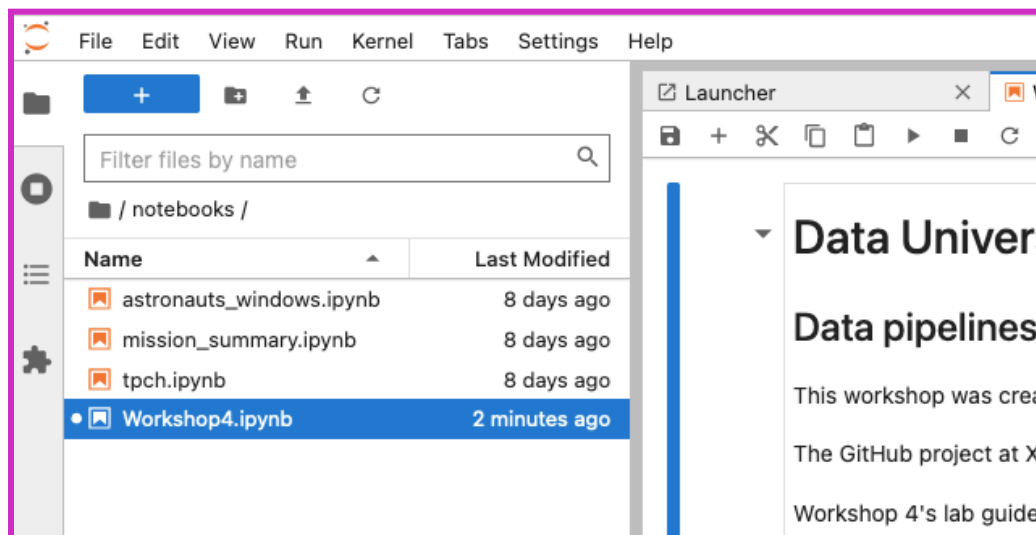 File Edit View Run Kernel Tabs Settings Help
+
Filter files by name
/ notebooks /
Name Last Modified
astronauts_windows.ipynb 8 days ago
mission_summary.ipynb 8 days ago
tpch.ipynb 8 days ago
Workshop4.ipynb 2 minutes ago
Launcher
Data Univer
Data pipelines
This workshop was crea
The GitHub project at X
Workshop 4's lab guide